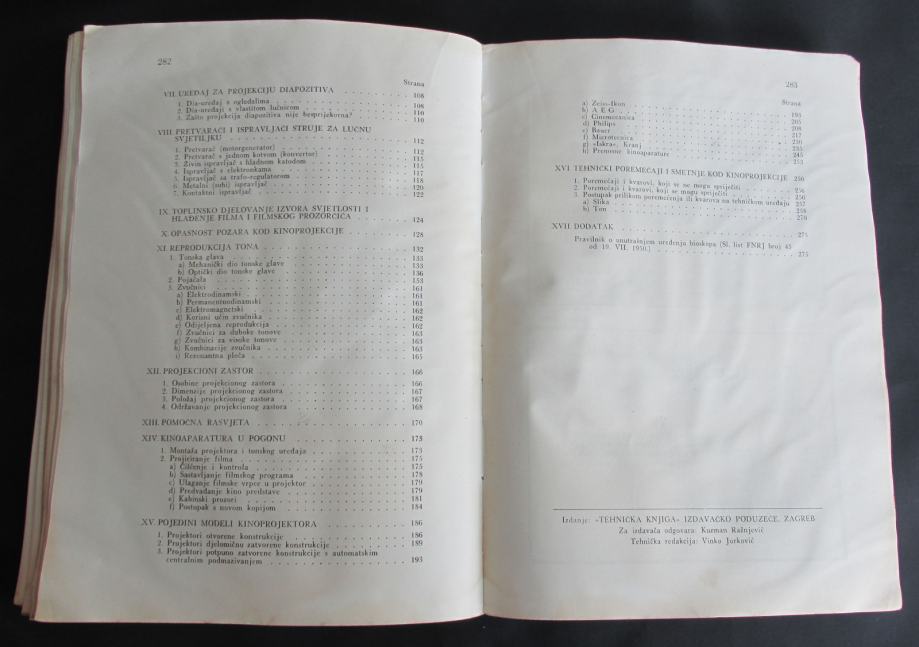 282
Strana
VII. UREĐAJ ZA PROJEKCIJU DIAPOZITIVA . . . . . . . . 108
1. Dia-uređaj s ogledalima . . . . . . . . 108
2. Dia-uređaji s vlastitom lučnicom . . . . . . . . 110
3. Zašto projekcija diapozitiva nije besprijekorna? . . . . . . . . 110
VIII. PRETVARAČI I ISPRAVLJAČI STRUJE ZA LUČNU
SVJETILJKU . . . . . . . . 112
1. Pretvarač (motorgenerator) . . . . . . . . 112
2. Pretvarač s jednom kotvom (konvertor) . . . . . . . . 113
3. Živin ispravljač s hladnom katodom . . . . . . . . 115
4. Ispravljač s elektronkama . . . . . . . . 117
5. Ispravljač sa trafo-regulatorom . . . . . . . . 118
6. Metalni (suhi) ispravljač . . . . . . . . 120
7. Kontaktni ispravljač . . . . . . . . 122
IX. TOPLINSKO DJELOVANJE IZVORA SVJETLOSTI I
HLAĐENJE FILMA I FILMSKOG PROZORČIĆA . . . . . . . . 124
X. OPASNOST POŽARA KOD KINOPROJEKCIJE . . . . . . . . 128
XI. REPRODUKCIJA TONA . . . . . . . . 132
1. Tonska glava . . . . . . . . 133
a) Mehanički dio tonske glave . . . . . . . . 133
b) Optički dio tonske glave . . . . . . . . 136
2. Pojačala . . . . . . . . 153
3. Zvučnici . . . . . . . . 161
a) Elektrodinamski . . . . . . . . 161
b) Permanentnodinamski . . . . . . . . 161
c) Elektromagnetski . . . . . . . . 162
d) Korisni učin zvučnika . . . . . . . . 162
e) Odijeljena reprodukcija . . . . . . . . 162
f) Zvučnici za duboke tonove . . . . . . . . 163
g) Zvučnici za visoke tonove . . . . . . . . 163
h) Kombinacije zvučnika . . . . . . . . 163
i) Rezonantna ploča . . . . . . . . 165
XII. PROJEKCIONI ZASTOR . . . . . . . . 166
1. Osobine projekcionog zastora . . . . . . . . 166
2. Dimenzije projekcionog zastora . . . . . . . . 167
3. Položaj projekcionog zastora . . . . . . . . 167
4. Održavanje projekcionog zastora . . . . . . . . 168
XIII. POMOĆNA RASVJETA . . . . . . . . 170
XIV. KINOAPARATURA U POGONU . . . . . . . . 173
1. Montaža projektora i tonskog uređaja . . . . . . . . 173
2. Projiciranje filma . . . . . . . . 175
a) Čišćenje i kontrola . . . . . . . . 175
b) Sastavljanje filmskog programa . . . . . . . . 178
c) Ulaganje filmske vrpce u projektor . . . . . . . . 179
d) Predvađanje kino predstave . . . . . . . . 179
e) Kabinski prozori . . . . . . . . 181
f) Postupak s novom kopijom . . . . . . . . 184
XV. POJEDINI MODELI KINOPROJEKTORA . . . . . . . . 186
1. Projektori otvorene konstrukcije . . . . . . . . 186
2. Projektori djelomično zatvorene konstrukcije . . . . . . . . 189
3. Projektori potpuno zatvorene konstrukcije s automatskim
centralnim podmazivanjem . . . . . . . . 193
283
Strana
a) Zeiss-Ikon . . . . . . . . 193
b) A E G . . . . . . . . 205
c) Cinemeccanica . . . . . . . . 208
d) Philips . . . . . . . . 217
e) Bauer
f) Microtecnica
g) »Iskra«, Kranj . . . . . . . . 245
h) Prenosne kinoaparature . . . . . . . . 253
XVI TEHNIČKI POREMEĆAJI I SMETNJE KOD KINOPROJEKCIJE 256
1. Poremećaji i kvarovi, koji se ne mogu spriječiti . . . . . . . . 256
2. Poremećaji i kvarovi, koji se mogu spriječiti . . . . . . . . 256
3. Postupak prilikom poremećenja ili kvarova na tehničkom uređaju 257
a) Slika . . . . . . . . 258
b) Ton . . . . . . . . 270
XVII. DODATAK . . . . . . . . 275
Pravilnik o unutrašnjem uređenju bioskopa (Sl. list FNRJ broj 45
od 19. VII. 1950.) . . . . . . . . 275
Izdanje: »TEHNIČKA KNJIGA« IZDAVAČKO PODUZEĆE, ZAGREB
Za izdavača odgovara: Kuzman Ražnjević
Tehnička redakcija: Vinko Jurković